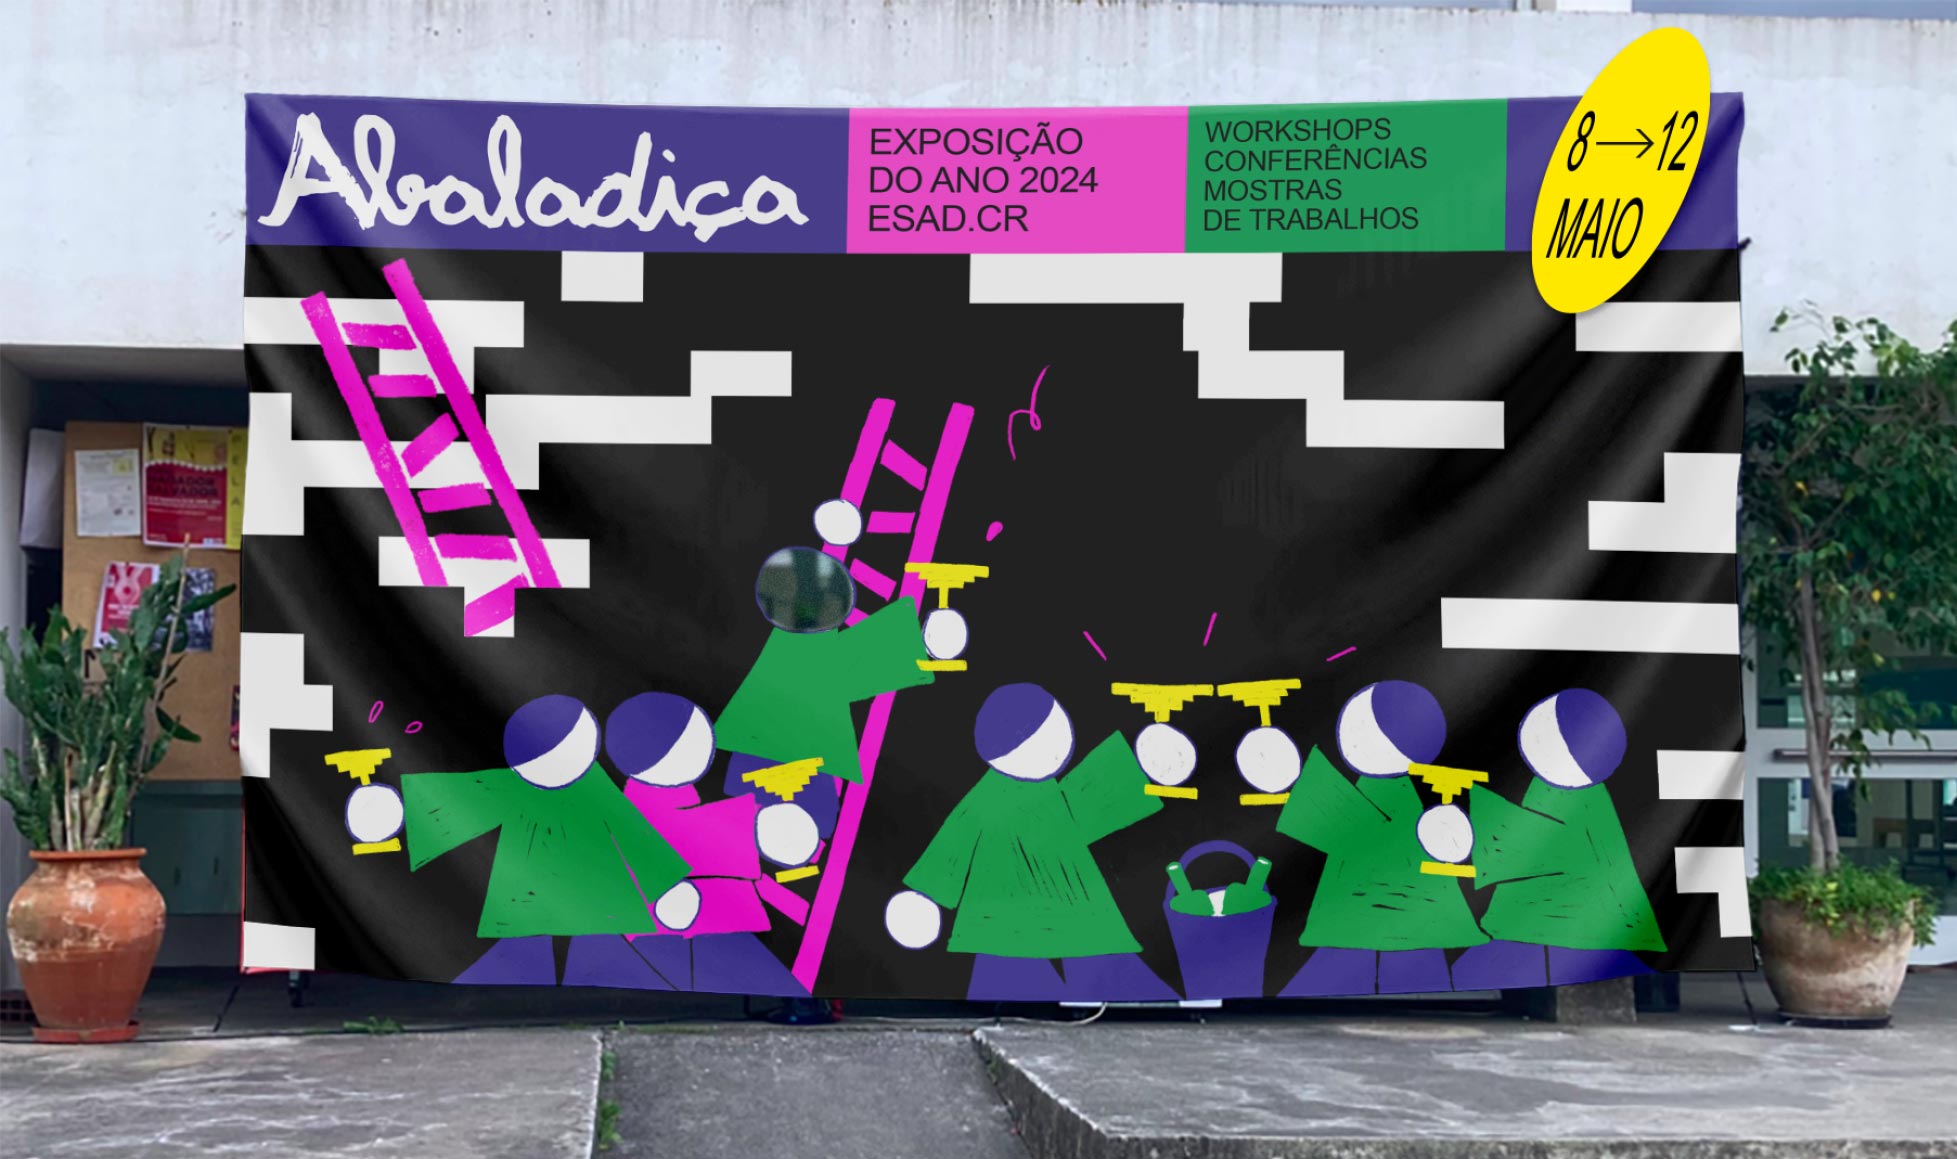 Abaladiça
EXPOSIÇÃO
DO ANO 2024
ESAD.CR
WORKSHOPS
CONFERÊNCIAS
MOSTRAS
DE TRABALHOS
8→12
MAIO